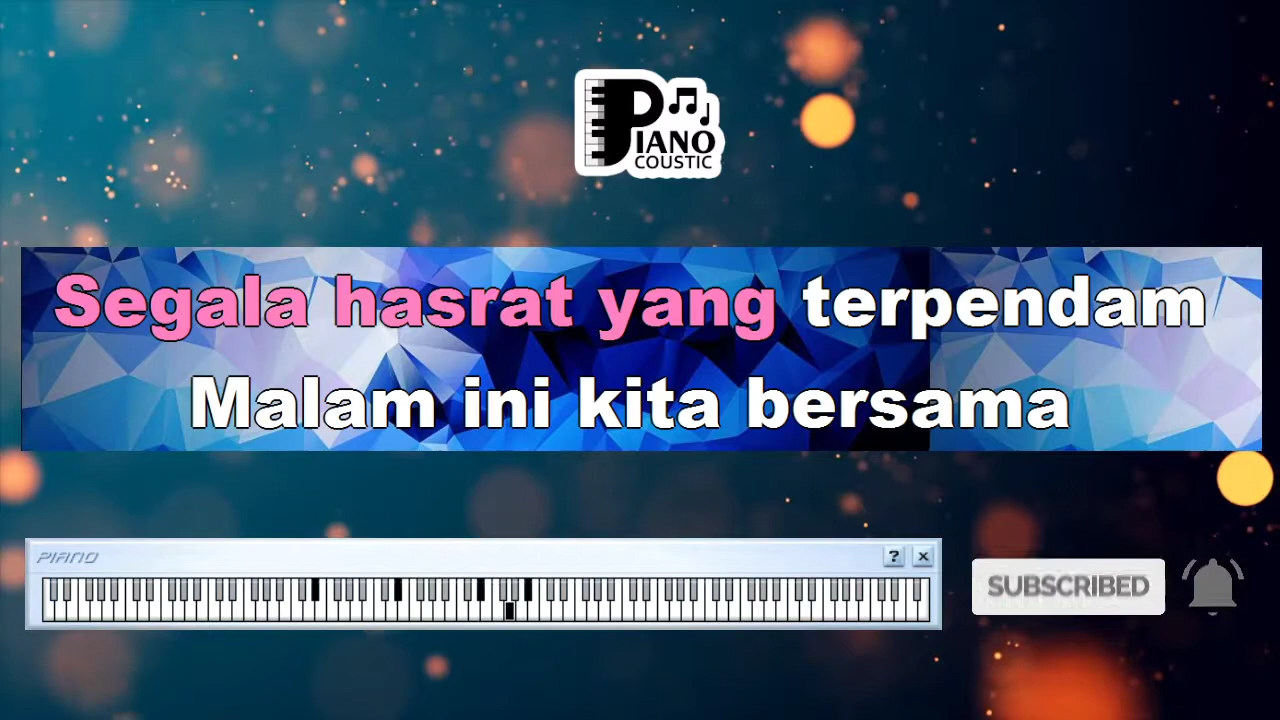 PIANO
COUSTIC
Segala hasrat yang terpendam
Malam ini kita bersama
PIANO
?
×
SUBSCRIBED